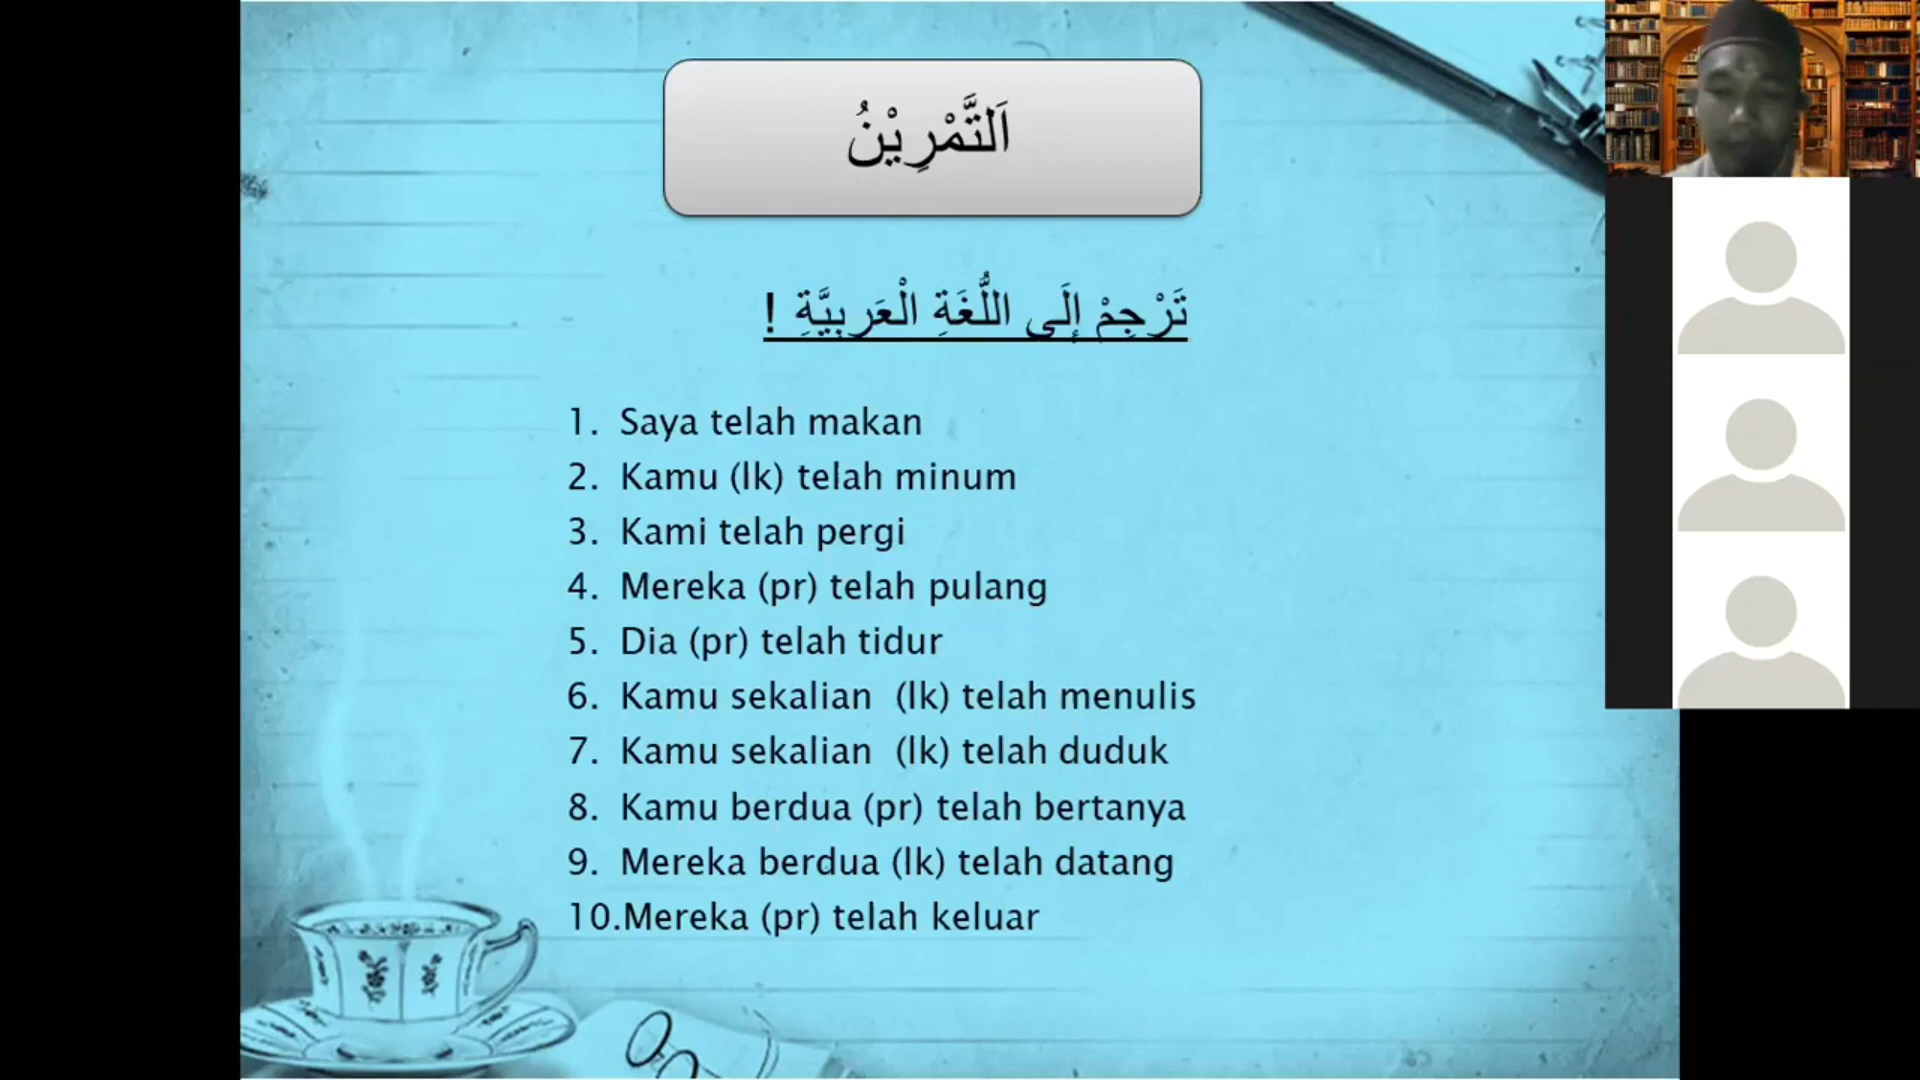 اَلتَّمْرِيْنُ
تَرْجِمْ إِلَى اللُّغَةِ الْعَرَبِيَّةِ !
1. Saya telah makan
2. Kamu (lk) telah minum
3. Kami telah pergi
4. Mereka (pr) telah pulang
5. Dia (pr) telah tidur
6. Kamu sekalian (lk) telah menulis
7. Kamu sekalian (lk) telah duduk
8. Kamu berdua (pr) telah bertanya
9. Mereka berdua (lk) telah datang
10.Mereka (pr) telah keluar